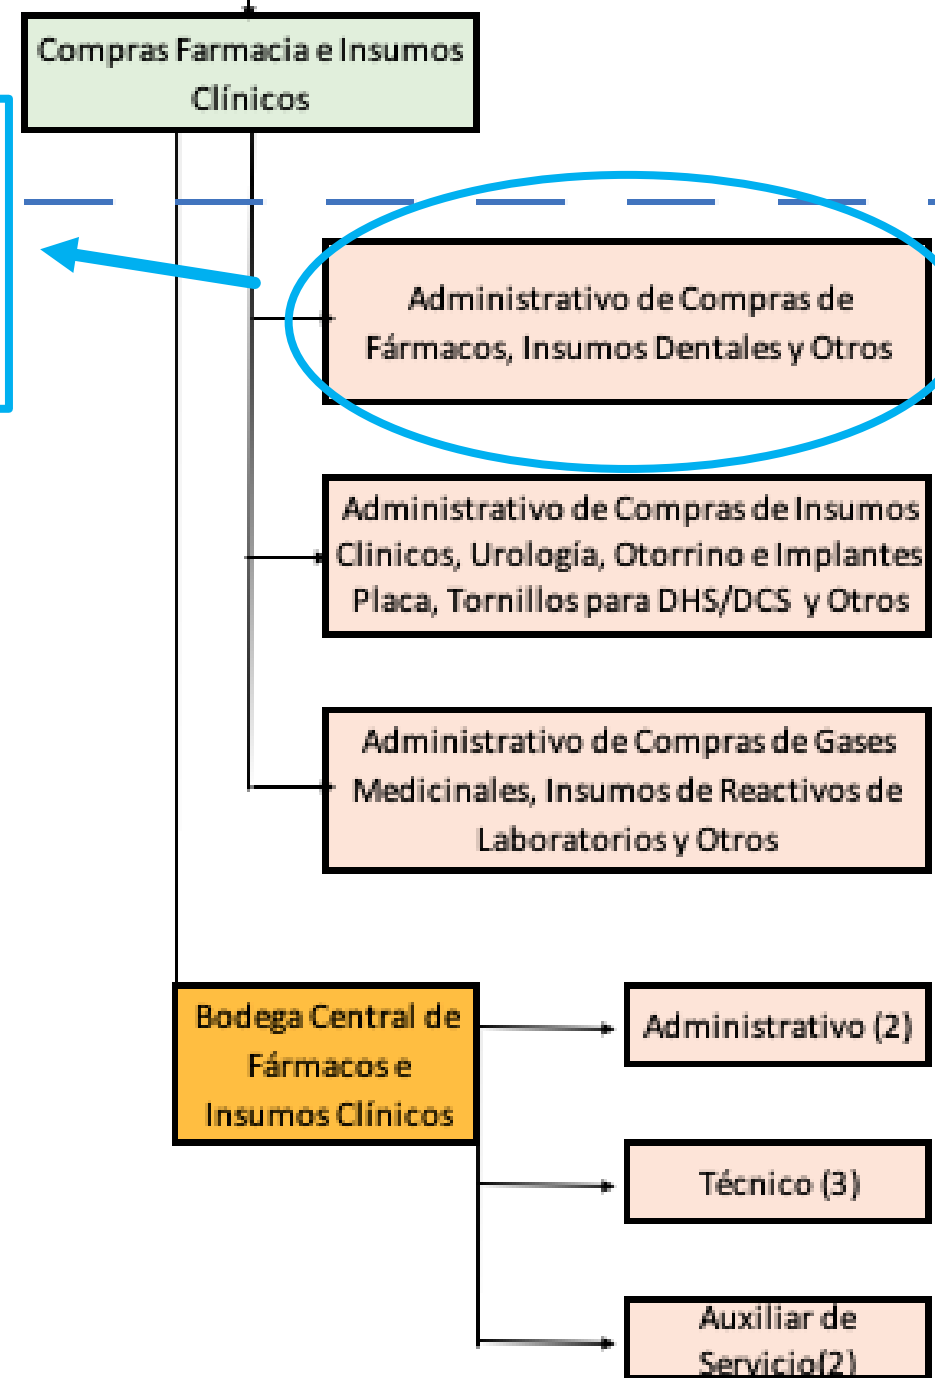 Compras Farmacia e Insumos
Clínicos
Administrativo de Compras de
Fármacos, Insumos Dentales y Otros
Administrativo de Compras de Insumos
Clinicos, Urología, Otorrino e Implantes
Placa, Tornillos para DHS/DCS y Otros
Administrativo de Compras de Gases
Medicinales, Insumos de Reactivos de
Laboratorios y Otros
Bodega Central de
Fármacos e
Insumos Clínicos
Administrativo (2)
Técnico (3)
Auxiliar de
Servicio(2)